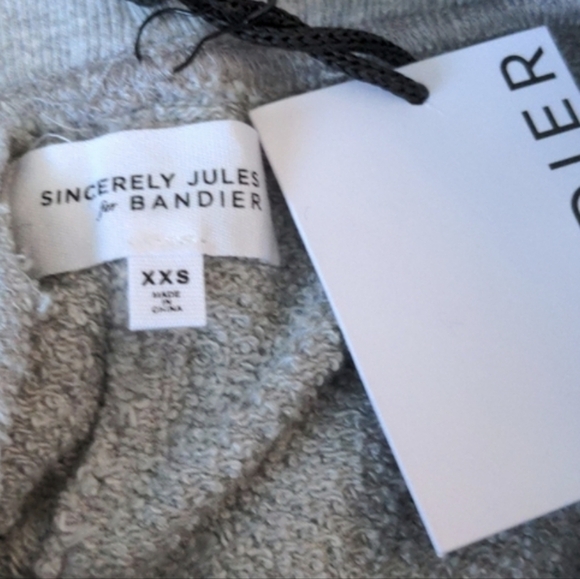 SINCERELY JULES
for BANDIER
XXS
MADE
IN
CHINA
DIER